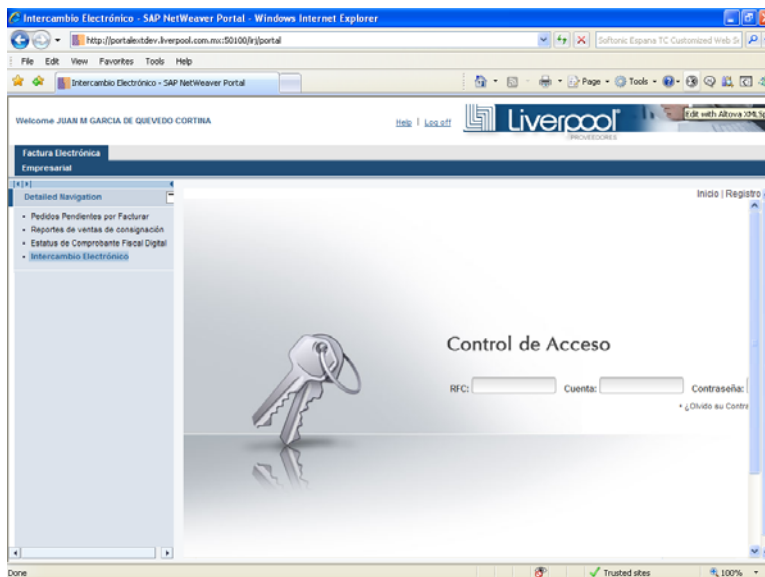 Intercambio Electrónico - SAP NetWeaver Portal - Windows Internet Explorer
http://portalextdev.liverpool.com.mx:50100/irj/portal
Softonic Espana TC Customized Web Se
File Edit View Favorites Tools Help
Intercambio Electrónico - SAP NetWeaver Portal
Page Tools
Welcome JUAN M GARCIA DE QUEVEDO CORTINA
Help | Log off
Liverpool
PROVEEDORES
Edit with Altova XMLSp
Factura Electrónica
Empresarial
Detailed Navigation
Inicio | Registro
• Pedidos Pendientes por Facturar
• Reportes de ventas de consignación
• Estatus de Comprobante Fiscal Digital
• Intercambio Electrónico
Control de Acceso
RFC: Cuenta: Contraseña:
• ¿Olvido su Contra
Done
Trusted sites
100%